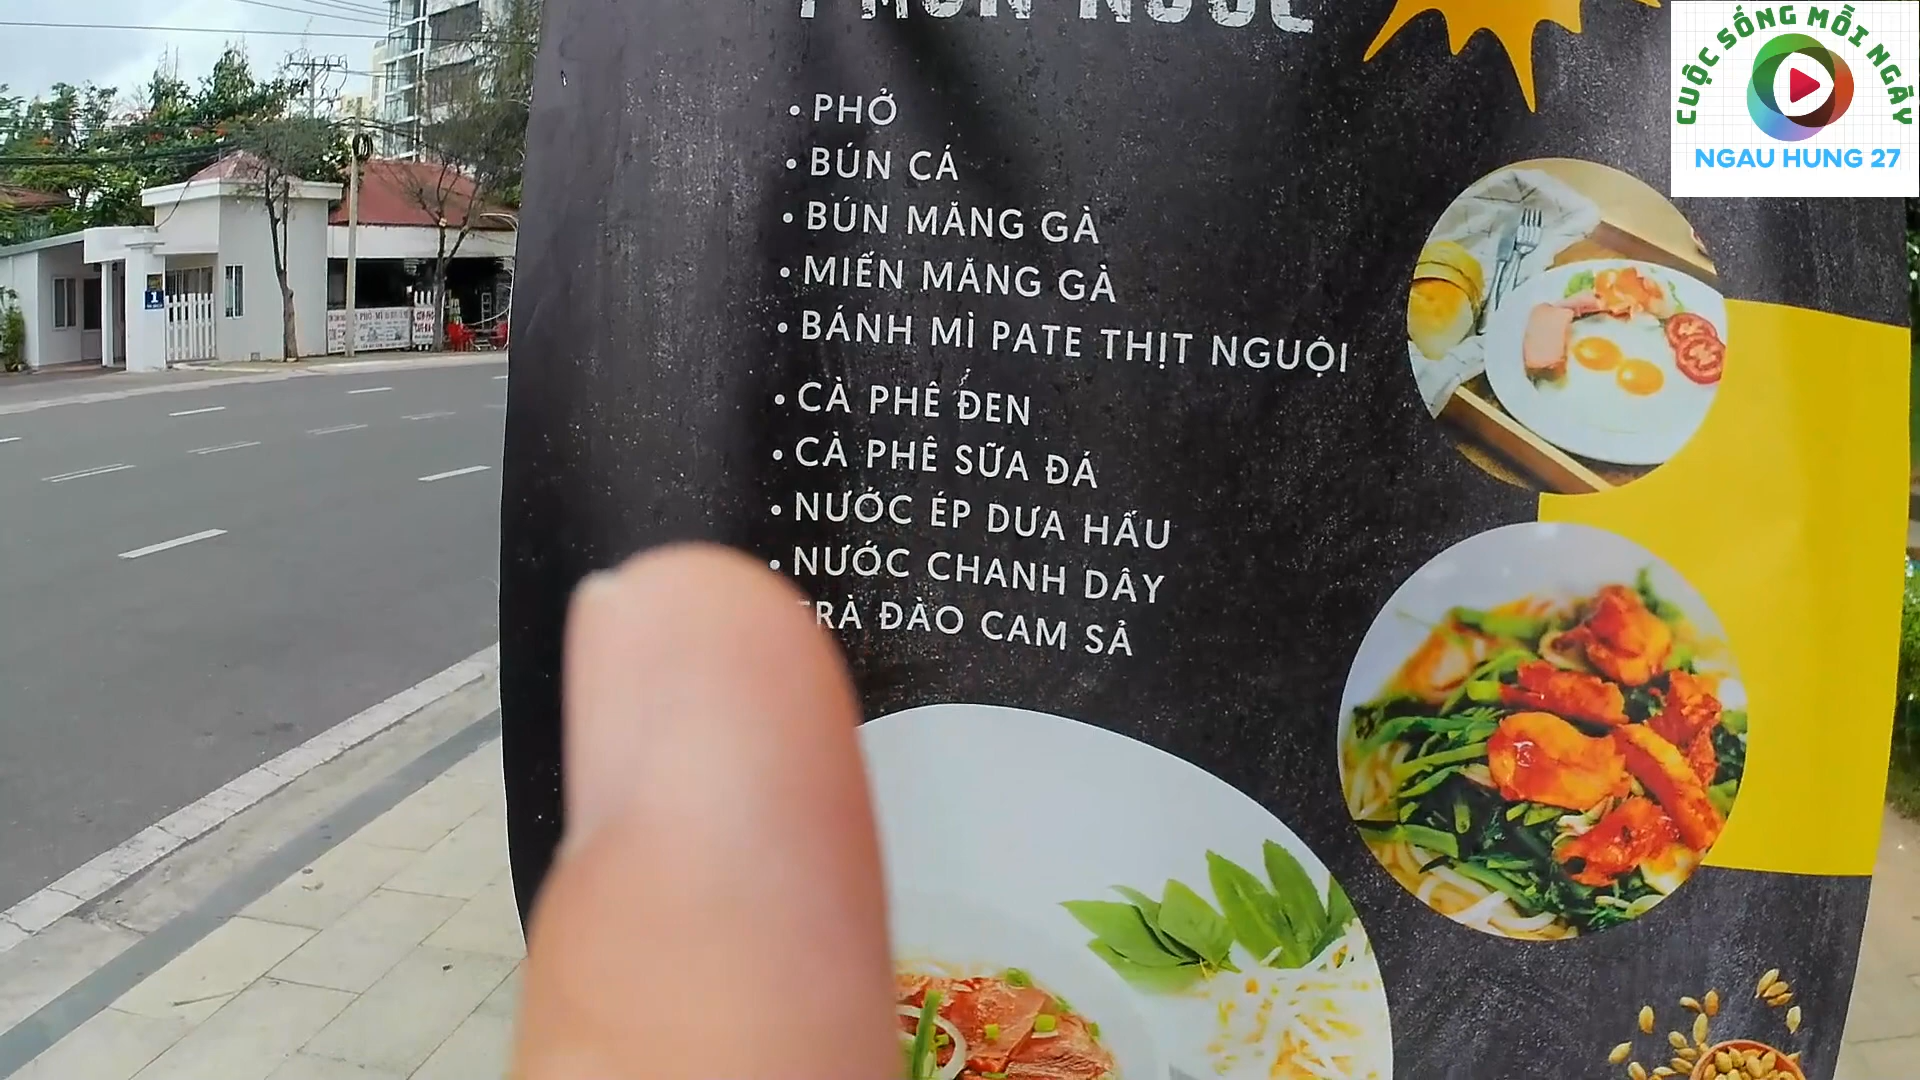 CUỘC SỐNG MỖI NGÀY
NGAU HUNG 27
• PHỞ
• BÚN CÁ
• BÚN MĂNG GÀ
• MIẾN MĂNG GÀ
• BÁNH MÌ PATE THỊT NGUỘI
• CÀ PHÊ ĐEN
• CÀ PHÊ SỮA ĐÁ
• NƯỚC ÉP DƯA HẤU
• NƯỚC CHANH DÂY
TRÀ ĐÀO CAM SẢ
1